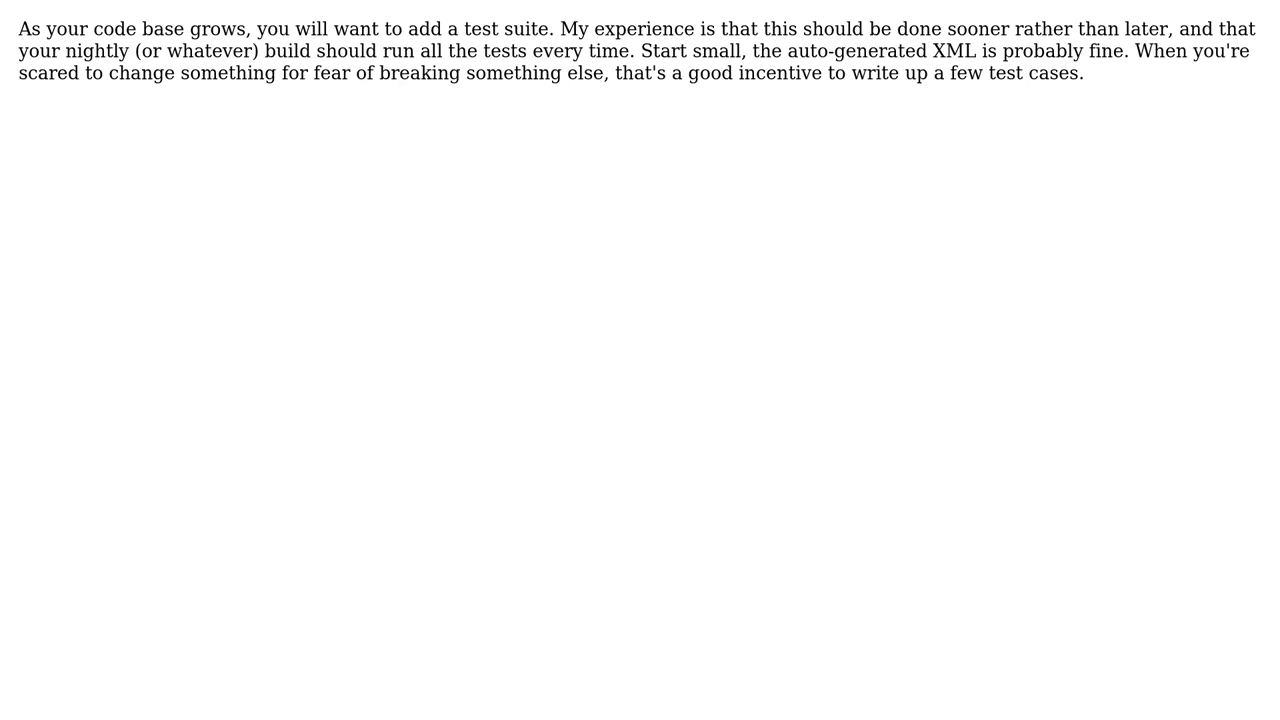 As your code base grows, you will want to add a test suite. My experience is that this should be done sooner rather than later, and that
your nightly (or whatever) build should run all the tests every time. Start small, the auto-generated XML is probably fine. When you're
scared to change something for fear of breaking something else, that's a good incentive to write up a few test cases.